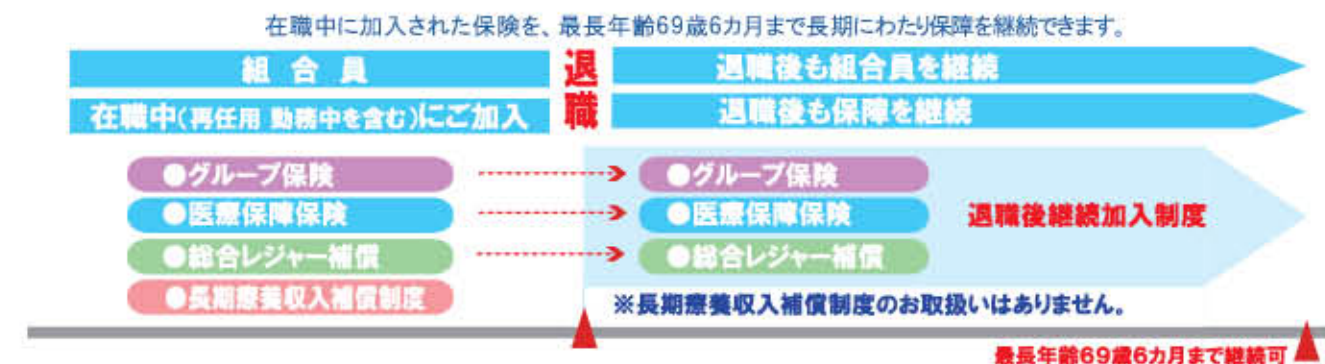 在職中に加入された保険を、最長年齢69歳6カ月まで長期にわたり保障を継続できます。
組合員
退職
退職後も組合員を継続
在職中(再任用 勤務中を含む)にご加入
退職後も保障を継続
●グループ保険
●グループ保険
●医療保障保険
●医療保障保険
退職後継続加入制度
●総合レジャー補償
●総合レジャー補償
●長期療養収入補償制度
※長期療養収入補償制度のお取扱いはありません。
最長年齢69歳6カ月まで継続可